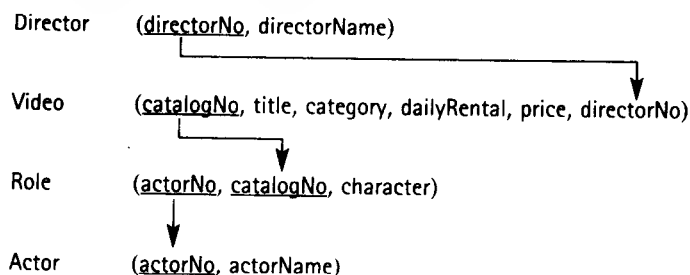 Director (directorNo, directorName)
Video (catalogNo, title, category, dailyRental, price, directorNo)
Role (actorNo, catalogNo, character)
Actor (actorNo, actorName)